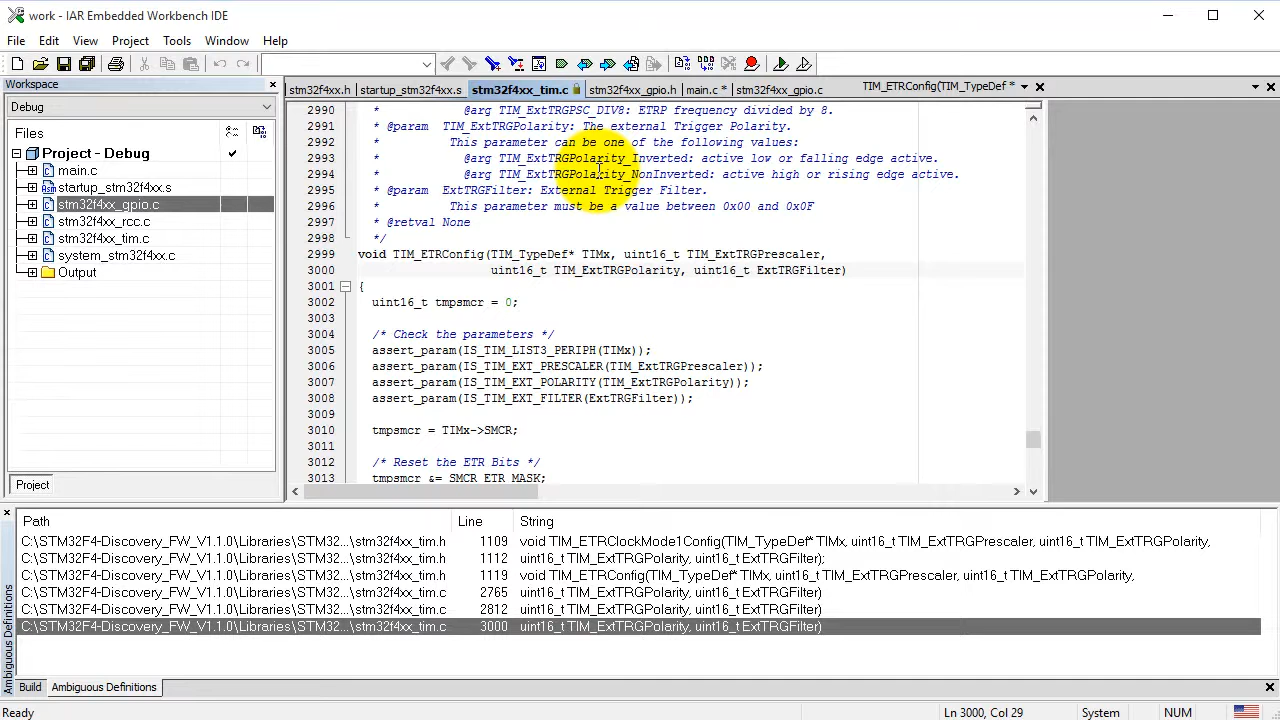 work - IAR Embedded Workbench IDE
File Edit View Project Tools Window Help
Workspace
stm32f4xx.h startup_stm32f4xx.s stm32f4xx_tim.c stm32f4xx_gpio.h main.c * stm32f4xx_gpio.c TIM_ETRConfig(TIM_TypeDef *
Debug
Files
Project - Debug
main.c
startup_stm32f4xx.s
stm32f4xx_gpio.c
stm32f4xx_rcc.c
stm32f4xx_tim.c
system_stm32f4xx.c
Output
Project
2990 * @arg TIM_ExtTRGPSC_DIV8: ETRP frequency divided by 8.
2991 * @param TIM_ExtTRGPolarity: The external Trigger Polarity.
2992 * This parameter can be one of the following values:
2993 * @arg TIM_ExtTRGPolarity_Inverted: active low or falling edge active.
2994 * @arg TIM_ExtTRGPolarity_NonInverted: active high or rising edge active.
2995 * @param ExtTRGFilter: External Trigger Filter.
2996 * This parameter must be a value between 0x00 and 0x0F
2997 * @retval None
2998 */
2999 void TIM_ETRConfig(TIM_TypeDef* TIMx, uint16_t TIM_ExtTRGPrescaler,
3000 uint16_t TIM_ExtTRGPolarity, uint16_t ExtTRGFilter)
3001 {
3002 uint16_t tmpsmcr = 0;
3003
3004 /* Check the parameters */
3005 assert_param(IS_TIM_LIST3_PERIPH(TIMx));
3006 assert_param(IS_TIM_EXT_PRESCALER(TIM_ExtTRGPrescaler));
3007 assert_param(IS_TIM_EXT_POLARITY(TIM_ExtTRGPolarity));
3008 assert_param(IS_TIM_EXT_FILTER(ExtTRGFilter));
3009
3010 tmpsmcr = TIMx->SMCR;
3011
3012 /* Reset the ETR Bits */
3013 tmpsmcr &= SMCR_ETR_MASK;
Path Line String
C:\STM32F4-Discovery_FW_V1.1.0\Libraries\STM32...\stm32f4xx_tim.h 1109 void TIM_ETRClockMode1Config(TIM_TypeDef* TIMx, uint16_t TIM_ExtTRGPrescaler, uint16_t TIM_ExtTRGPolarity,
C:\STM32F4-Discovery_FW_V1.1.0\Libraries\STM32...\stm32f4xx_tim.h 1112 uint16_t TIM_ExtTRGPolarity, uint16_t ExtTRGFilter);
C:\STM32F4-Discovery_FW_V1.1.0\Libraries\STM32...\stm32f4xx_tim.h 1119 void TIM_ETRConfig(TIM_TypeDef* TIMx, uint16_t TIM_ExtTRGPrescaler, uint16_t TIM_ExtTRGPolarity,
C:\STM32F4-Discovery_FW_V1.1.0\Libraries\STM32...\stm32f4xx_tim.c 2765 uint16_t TIM_ExtTRGPolarity, uint16_t ExtTRGFilter)
C:\STM32F4-Discovery_FW_V1.1.0\Libraries\STM32...\stm32f4xx_tim.c 2812 uint16_t TIM_ExtTRGPolarity, uint16_t ExtTRGFilter)
C:\STM32F4-Discovery_FW_V1.1.0\Libraries\STM32...\stm32f4xx_tim.c 3000 uint16_t TIM_ExtTRGPolarity, uint16_t ExtTRGFilter)
Ambiguous Definitions
Build Ambiguous Definitions
Ready Ln 3000, Col 29 System NUM